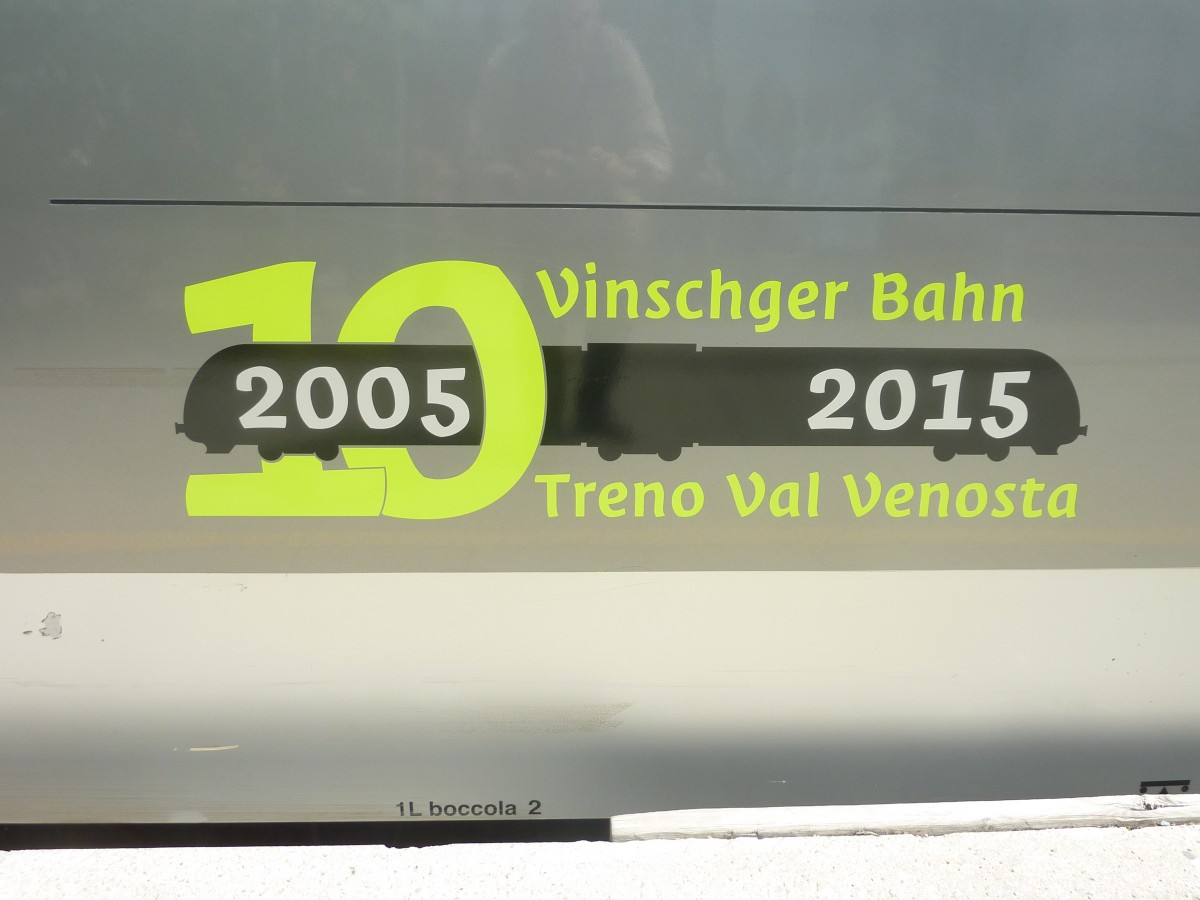 10
Vinschger Bahn
2005 2015
Treno Val Venosta
1L boccola 2